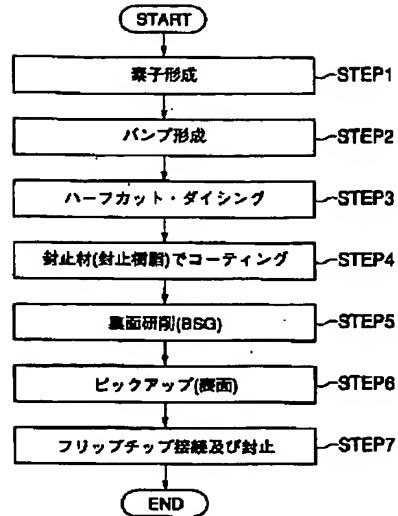 START
素子形成
STEP1
バンプ形成
STEP2
ハーフカット・ダイシング
STEP3
封止材(封止樹脂)でコーティング
STEP4
裏面研削(BSG)
STEP5
ピックアップ(表面)
STEP6
フリップチップ接続及び封止
STEP7
END